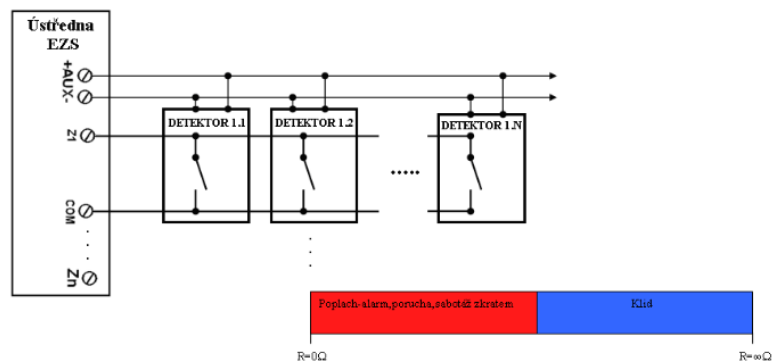 Ústředna
EZS
+AUX-
Z1
COM
Zn
DETEKTOR 1.1
DETEKTOR 1.2
DETEKTOR 1.N
Poplach-alarm,porucha,sabotáž zkratem
Klid
R=0Ω
R=∞Ω